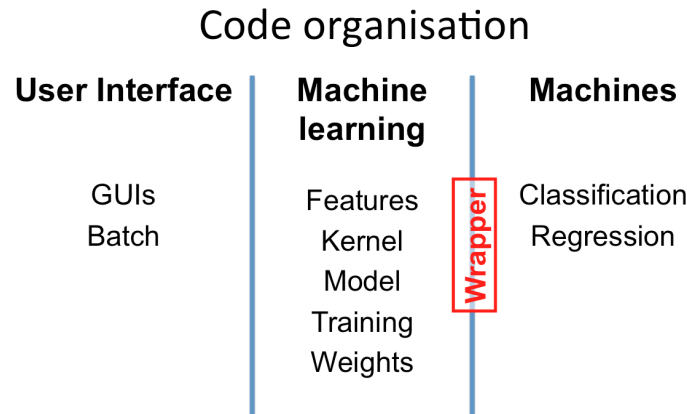 Code organisation
User Interface
GUIs
Batch
Machine
learning
Features
Kernel
Model
Training
Weights
Wrapper
Machines
Classification
Regression